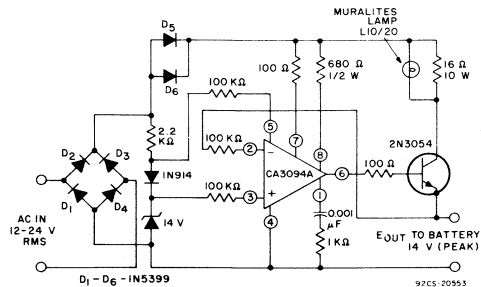 MURALITES
LAMP
L10/20
D5
D6
100 Ω
680 Ω
1/2 W
16 Ω
10 W
100 KΩ
2.2
KΩ
5
7
8
2N3054
100 KΩ
2
−
CA3094A
6
100 Ω
D2
D3
1N914
100 KΩ
3
+
1
D1
D4
14 V
4
0.001
μF
1 KΩ
AC IN
12-24 V
RMS
EOUT TO BATTERY
14 V (PEAK)
D1 – D6 - IN5399
92CS-20553